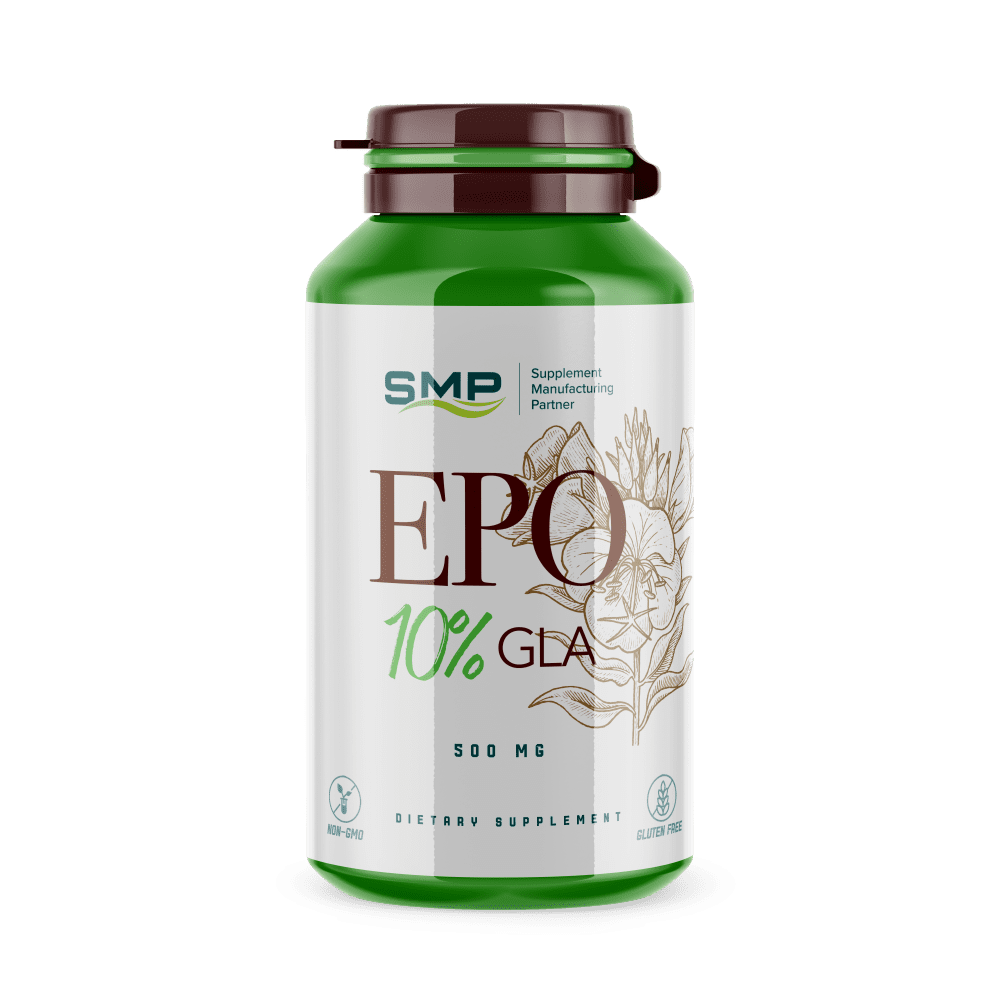 SMP
Supplement
Manufacturing
Partner
EPO
10% GLA
500 MG
DIETARY SUPPLEMENT
NON-GMO
GLUTEN FREE